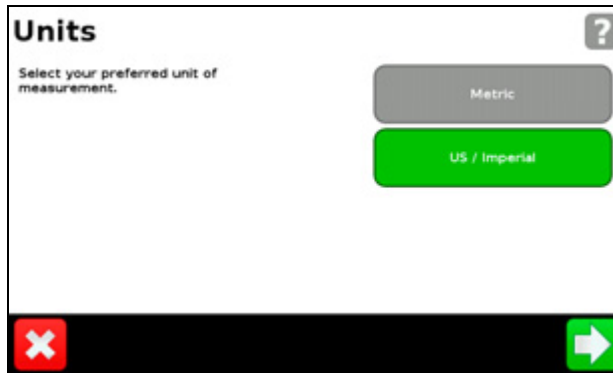 Units
?
Select your preferred unit of
measurement.
Metric
US / Imperial